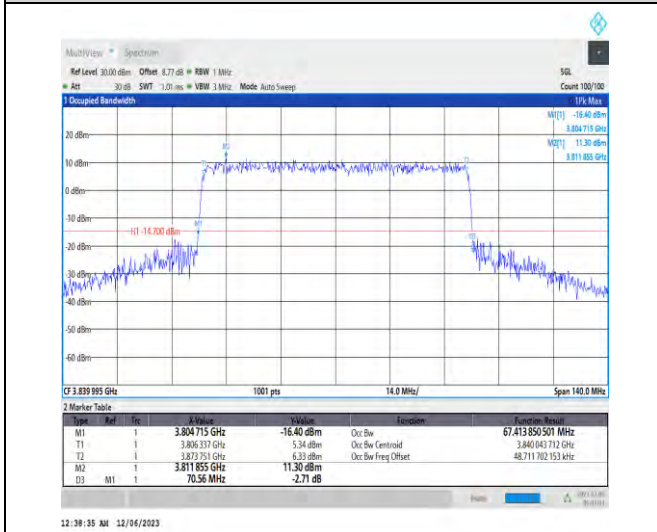 MultiView Spectrum
Ref Level 30.00 dBm Offset 8.77 dB RBW 1 MHz SGL
Att 30 dB SWT 1.01 ms VBW 3 MHz Mode Auto Sweep Count 100/100
1 Occupied Bandwidth 1Pk Max
M1[1] -16.40 dBm
3.804 715 GHz
M2[1] 11.30 dBm
3.811 855 GHz
20 dBm
M2
10 dBm
0 dBm
-10 dBm
M1
H1 -14.700 dBm
-20 dBm
-30 dBm
-40 dBm
-50 dBm
-60 dBm
CF 3.839 995 GHz 1001 pts 14.0 MHz/ Span 140.0 MHz
2 Marker Table
Type Ref Trc X-Value Y-Value Function Function Result
M1 1 3.804 715 GHz -16.40 dBm Occ Bw 67.413 850 501 MHz
T1 1 3.806 337 GHz 5.34 dBm Occ Bw Centroid 3.840 043 712 GHz
T2 1 3.873 751 GHz 6.33 dBm Occ Bw Freq Offset 48.711 702 153 kHz
M2 1 3.811 855 GHz 11.30 dBm
D3 M1 1 70.56 MHz -2.71 dB
12:38:35 AM 12/06/2023